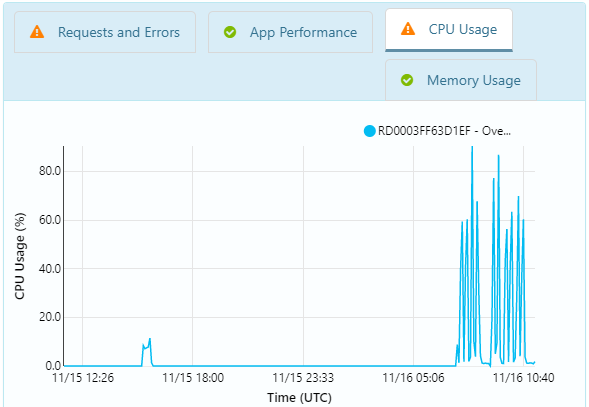 Requests and Errors
App Performance
CPU Usage
Memory Usage
RD0003FF63D1EF - Ove...
CPU Usage (%)
80.0
60.0
40.0
20.0
0.0
11/15 12:26 11/15 18:00 11/15 23:33 11/16 05:06 11/16 10:40
Time (UTC)